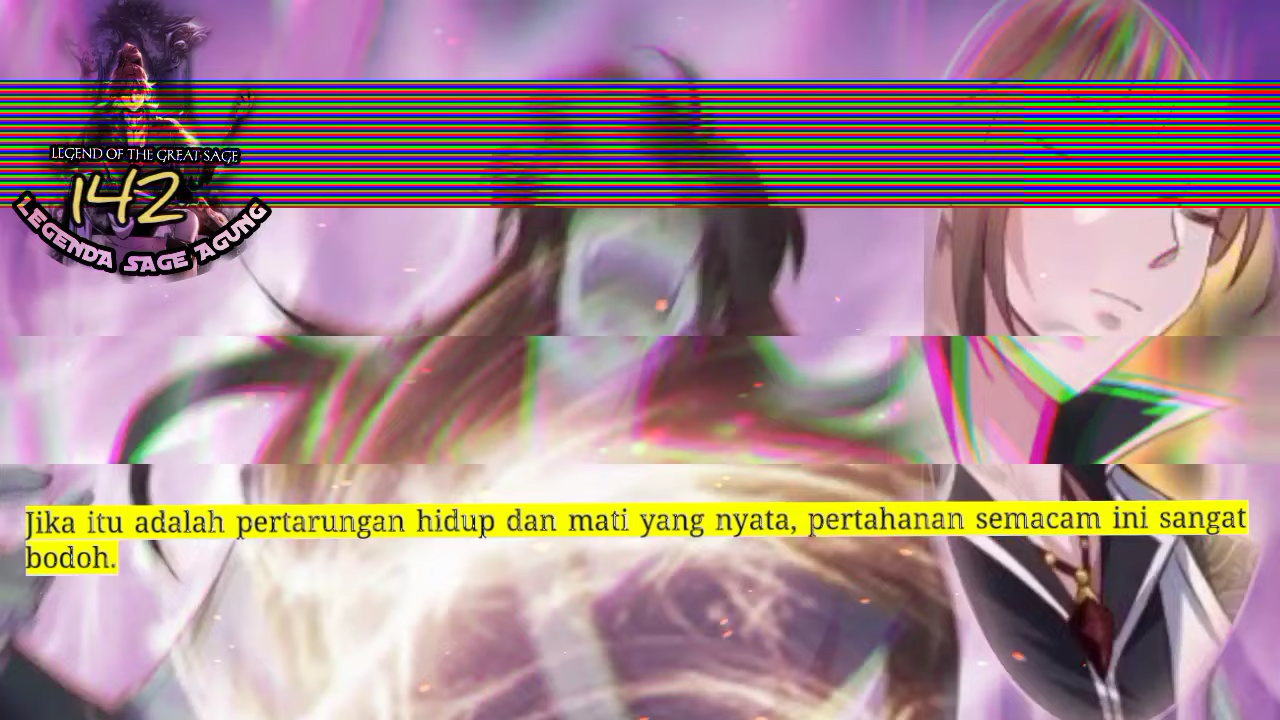 LEGEND OF THE GREAT SAGE
142
LEGENDA SAGE AGUNG
Jika itu adalah pertarungan hidup dan mati yang nyata, pertahanan semacam ini sangat
bodoh.